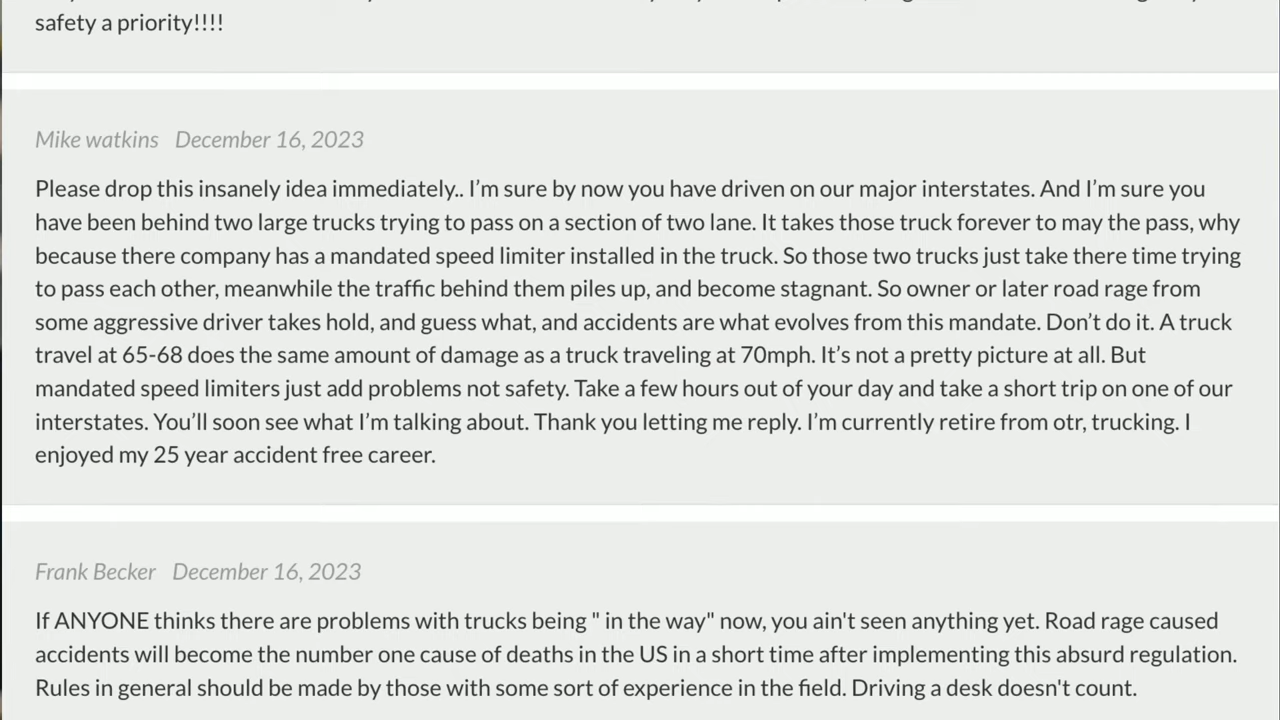 safety a priority!!!!
Mike watkins December 16, 2023
Please drop this insanely idea immediately.. I’m sure by now you have driven on our major interstates. And I’m sure you
have been behind two large trucks trying to pass on a section of two lane. It takes those truck forever to may the pass, why
because there company has a mandated speed limiter installed in the truck. So those two trucks just take there time trying
to pass each other, meanwhile the traffic behind them piles up, and become stagnant. So owner or later road rage from
some aggressive driver takes hold, and guess what, and accidents are what evolves from this mandate. Don’t do it. A truck
travel at 65-68 does the same amount of damage as a truck traveling at 70mph. It’s not a pretty picture at all. But
mandated speed limiters just add problems not safety. Take a few hours out of your day and take a short trip on one of our
interstates. You’ll soon see what I’m talking about. Thank you letting me reply. I’m currently retire from otr, trucking. I
enjoyed my 25 year accident free career.
Frank Becker December 16, 2023
If ANYONE thinks there are problems with trucks being " in the way" now, you ain't seen anything yet. Road rage caused
accidents will become the number one cause of deaths in the US in a short time after implementing this absurd regulation.
Rules in general should be made by those with some sort of experience in the field. Driving a desk doesn't count.